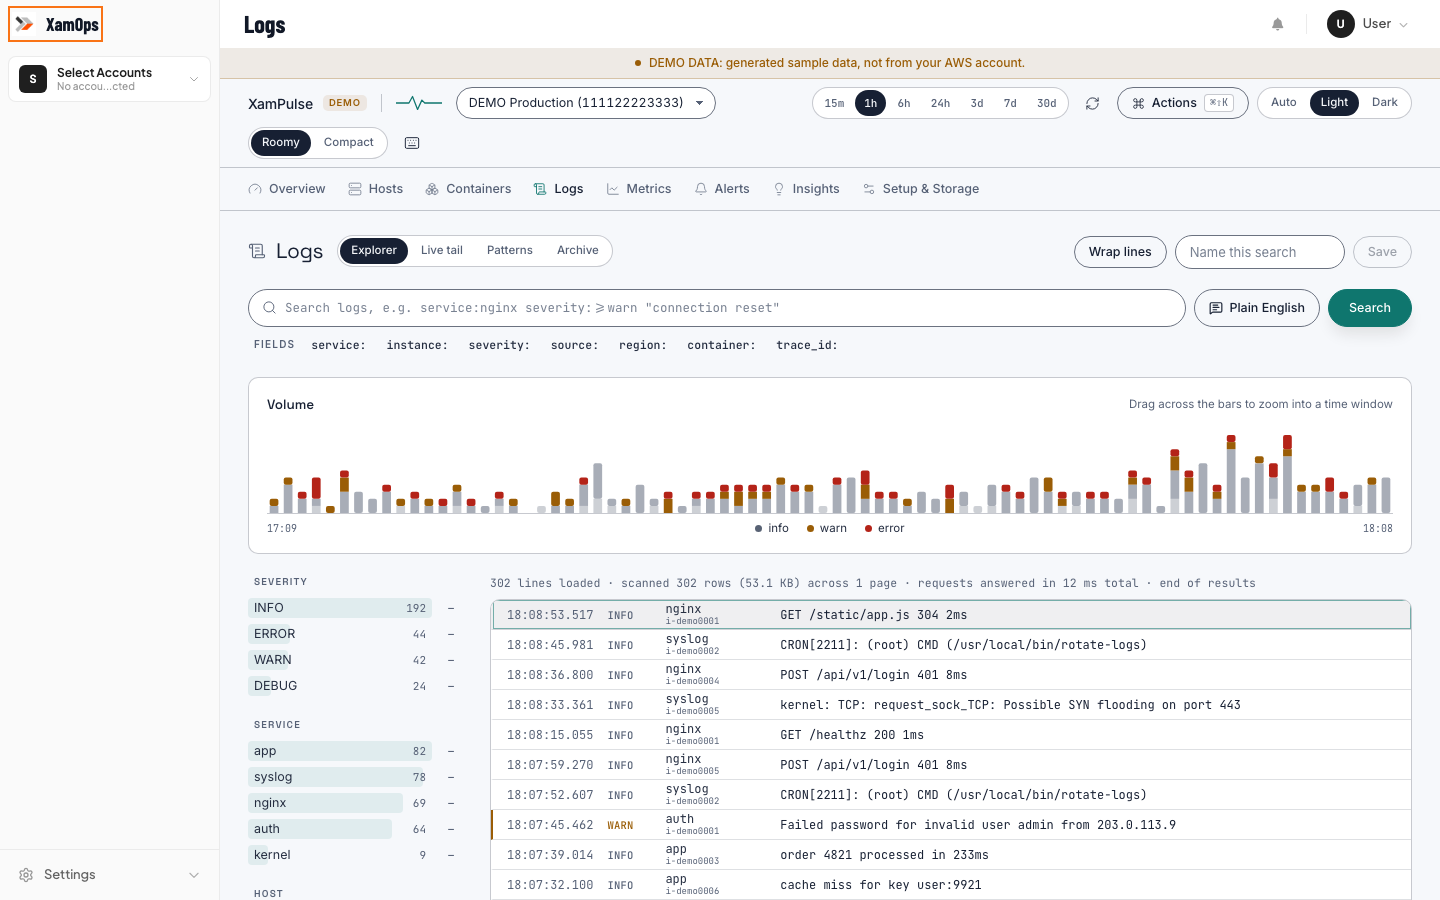 XamOps
Logs
U User
S Select Accounts
No accou...cted
DEMO DATA: generated sample data, not from your AWS account.
XamPulse DEMO DEMO Production (111122223333) 15m 1h 6h 24h 3d 7d 30d ⌘ Actions ⌘⇧K Auto Light Dark
Roomy Compact
Overview Hosts Containers Logs Metrics Alerts Insights Setup & Storage
Logs Explorer Live tail Patterns Archive Wrap lines Name this search Save
Search logs, e.g. service:nginx severity:>=warn "connection reset" Plain English Search
FIELDS service: instance: severity: source: region: container: trace_id:
Volume Drag across the bars to zoom into a time window
17:09 info warn error 18:08
SEVERITY
INFO 192 –
ERROR 44 –
WARN 42 –
DEBUG 24 –
SERVICE
app 82 –
syslog 78 –
nginx 69 –
auth 64 –
kernel 9 –
HOST
302 lines loaded · scanned 302 rows (53.1 KB) across 1 page · requests answered in 12 ms total · end of results
18:08:53.517 INFO nginx i-demo0001 GET /static/app.js 304 2ms
18:08:45.981 INFO syslog i-demo0002 CRON[2211]: (root) CMD (/usr/local/bin/rotate-logs)
18:08:36.800 INFO nginx i-demo0004 POST /api/v1/login 401 8ms
18:08:33.361 INFO syslog i-demo0005 kernel: TCP: request_sock_TCP: Possible SYN flooding on port 443
18:08:15.055 INFO nginx i-demo0001 GET /healthz 200 1ms
18:07:59.270 INFO nginx i-demo0005 POST /api/v1/login 401 8ms
18:07:52.607 INFO syslog i-demo0002 CRON[2211]: (root) CMD (/usr/local/bin/rotate-logs)
18:07:45.462 WARN auth i-demo0001 Failed password for invalid user admin from 203.0.113.9
18:07:39.014 INFO app i-demo0003 order 4821 processed in 233ms
18:07:32.100 INFO app i-demo0006 cache miss for key user:9921
Settings